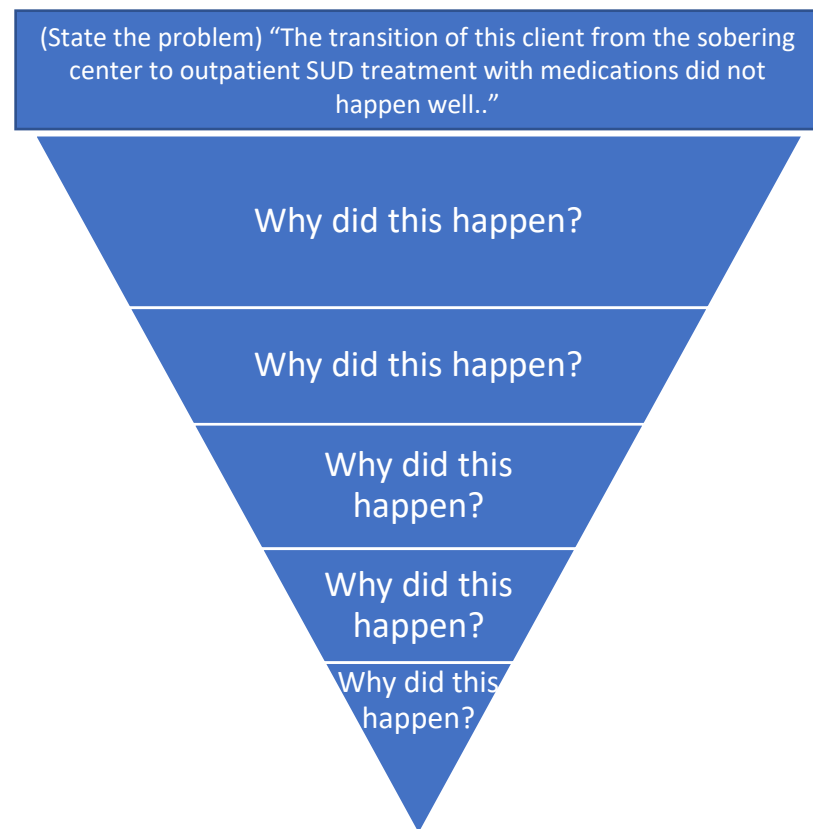 (State the problem) “The transition of this client from the sobering
center to outpatient SUD treatment with medications did not
happen well..”
Why did this happen?
Why did this happen?
Why did this
happen?
Why did this
happen?
Why did this
happen?